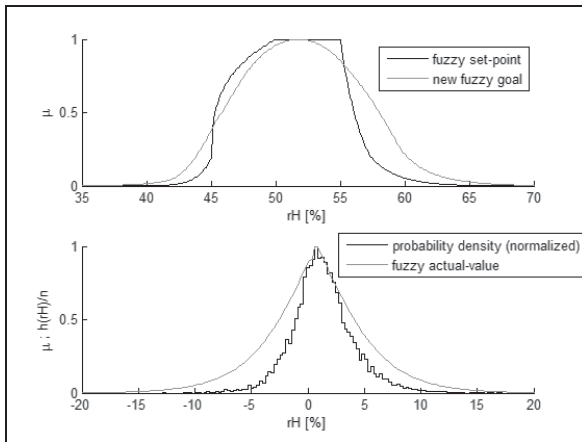 1
0.5
0
μ
35
40
45
50
55
60
65
70
rH [%]
fuzzy set-point
new fuzzy goal
1
0.5
0
μ ; h(rH)/n
-20
-15
-10
-5
0
5
10
15
20
rH [%]
probability density (normalized)
fuzzy actual-value